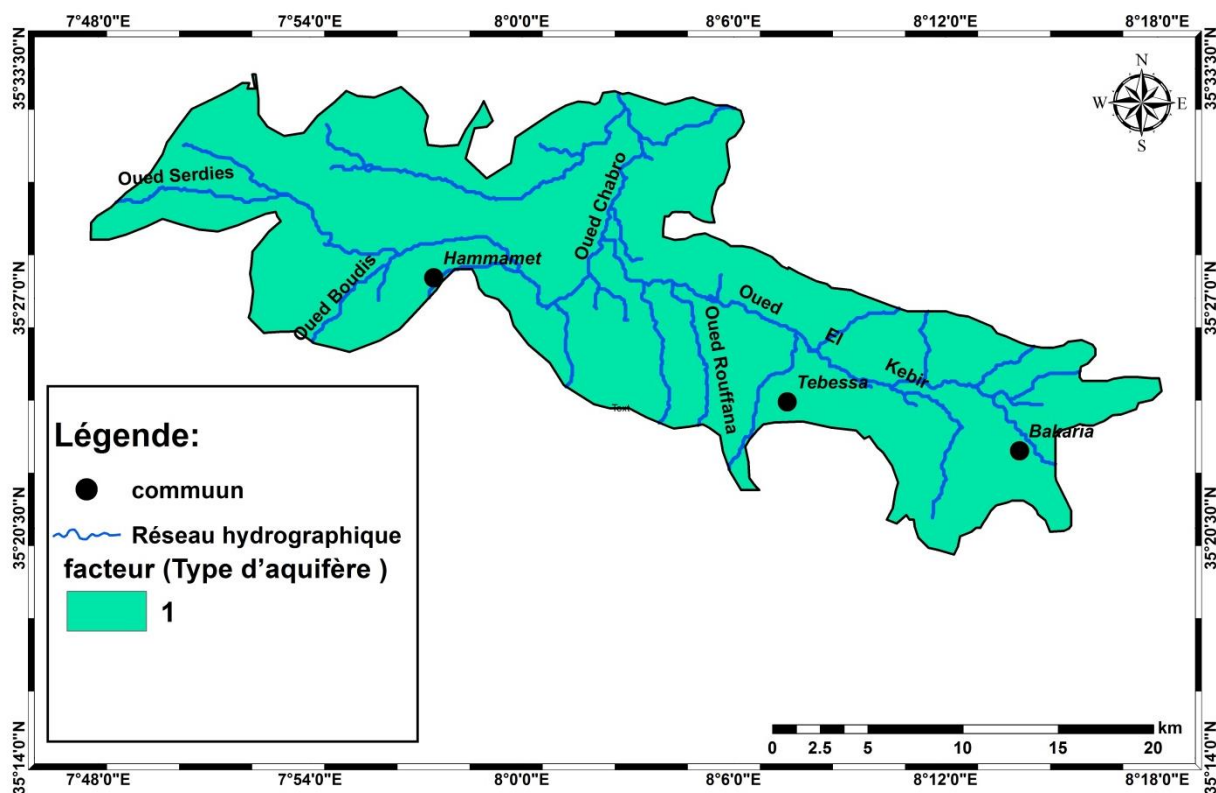 7°48'0"E 7°54'0"E 8°0'0"E 8°6'0"E 8°12'0"E 8°18'0"E
35°33'30"N
35°33'30"N
N
W E
S
Oued Serdies
Oued Chabro
Hammamet
Oued Boudis
35°27'0"N
35°27'0"N
Oued
El
Kebir
Oued Rouffana
Tebessa
Text
Bakaria
Légende:
commuun
Réseau hydrographique
facteur (Type d'aquifère )
1
35°20'30"N
35°20'30"N
km
0 2.5 5 10 15 20
35°14'0"N
35°14'0"N
7°48'0"E 7°54'0"E 8°0'0"E 8°6'0"E 8°12'0"E 8°18'0"E